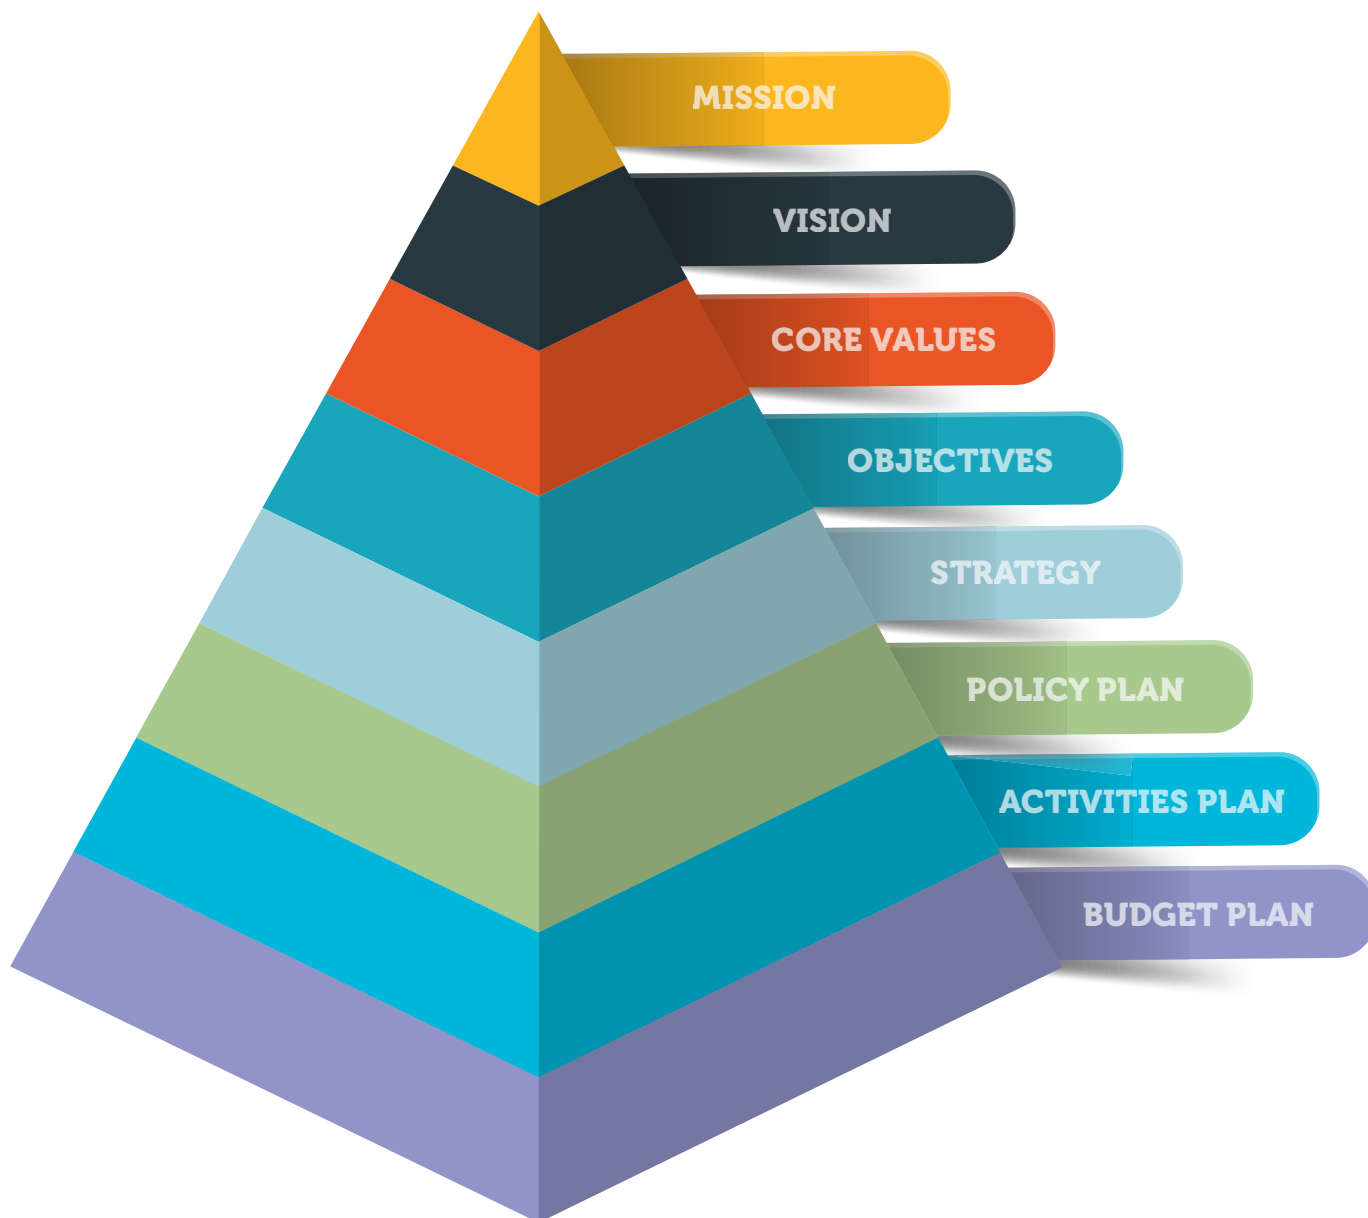 MISSION
VISION
CORE VALUES
OBJECTIVES
STRATEGY
POLICY PLAN
ACTIVITIES PLAN
BUDGET PLAN